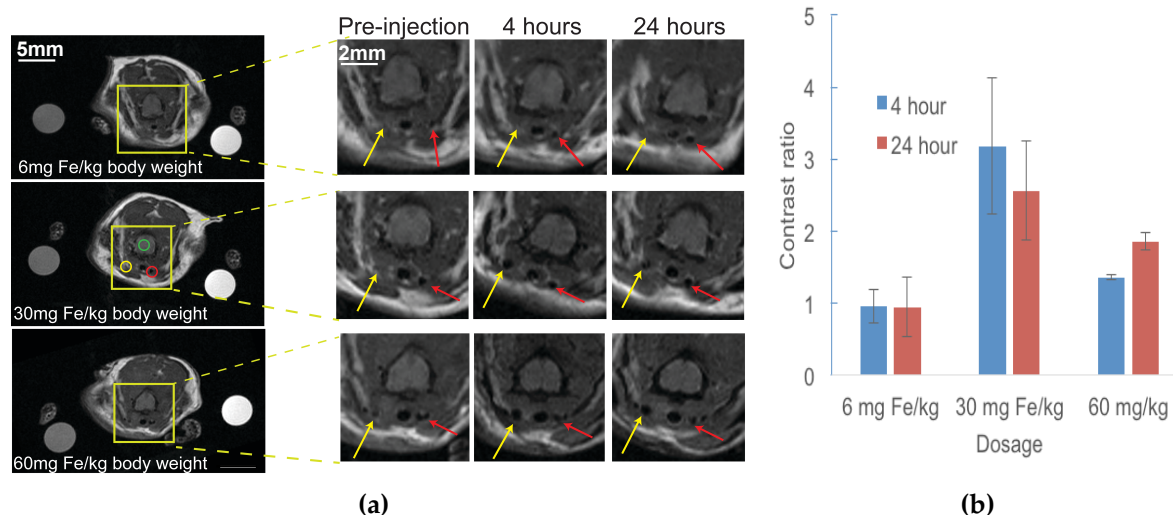 5mm
6mg Fe/kg body weight
30mg Fe/kg body weight
60mg Fe/kg body weight
Pre-injection 4 hours 24 hours
2mm
(a)
5
4
3
2
1
0
Contrast ratio
4 hour
24 hour
6 mg Fe/kg 30 mg Fe/kg 60 mg/kg
Dosage
(b)